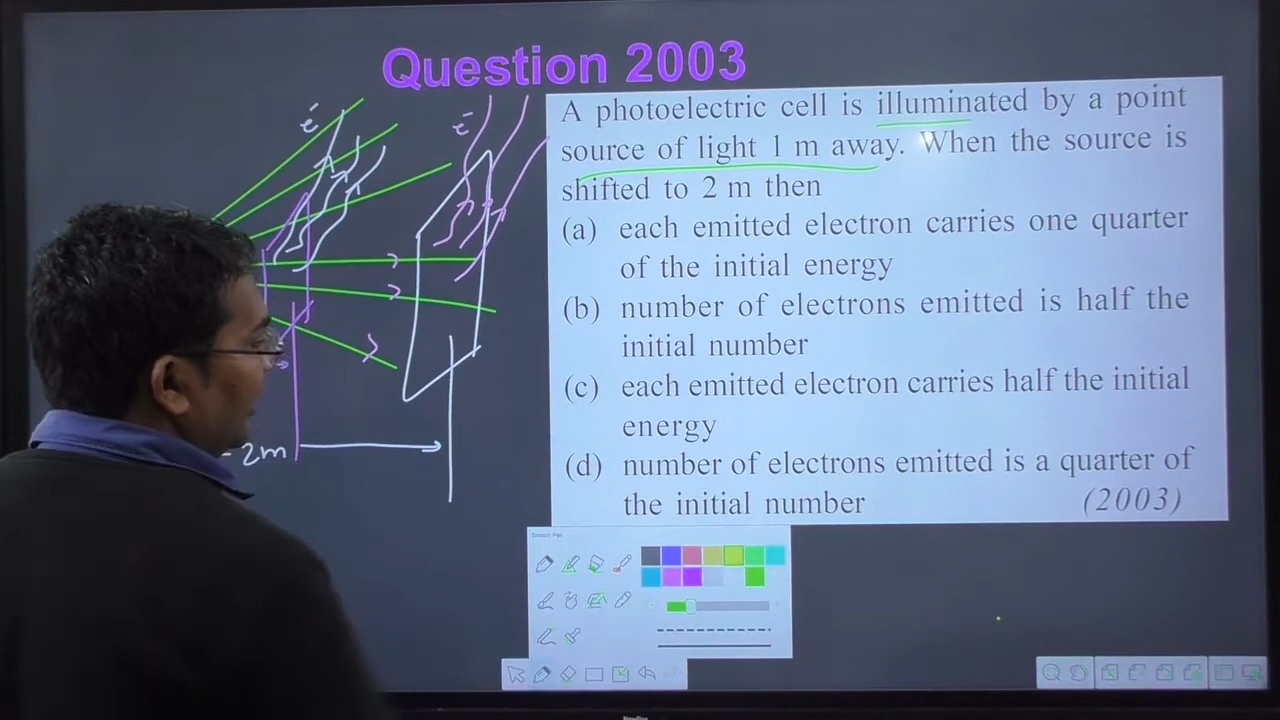 Question 2003
A photoelectric cell is illuminated by a point
source of light 1 m away. When the source is
shifted to 2 m then
(a) each emitted electron carries one quarter
of the initial energy
(b) number of electrons emitted is half the
initial number
(c) each emitted electron carries half the initial
energy
(d) number of electrons emitted is a quarter of
the initial number (2003)
e⁻
e⁻
2m
Smooth Pen